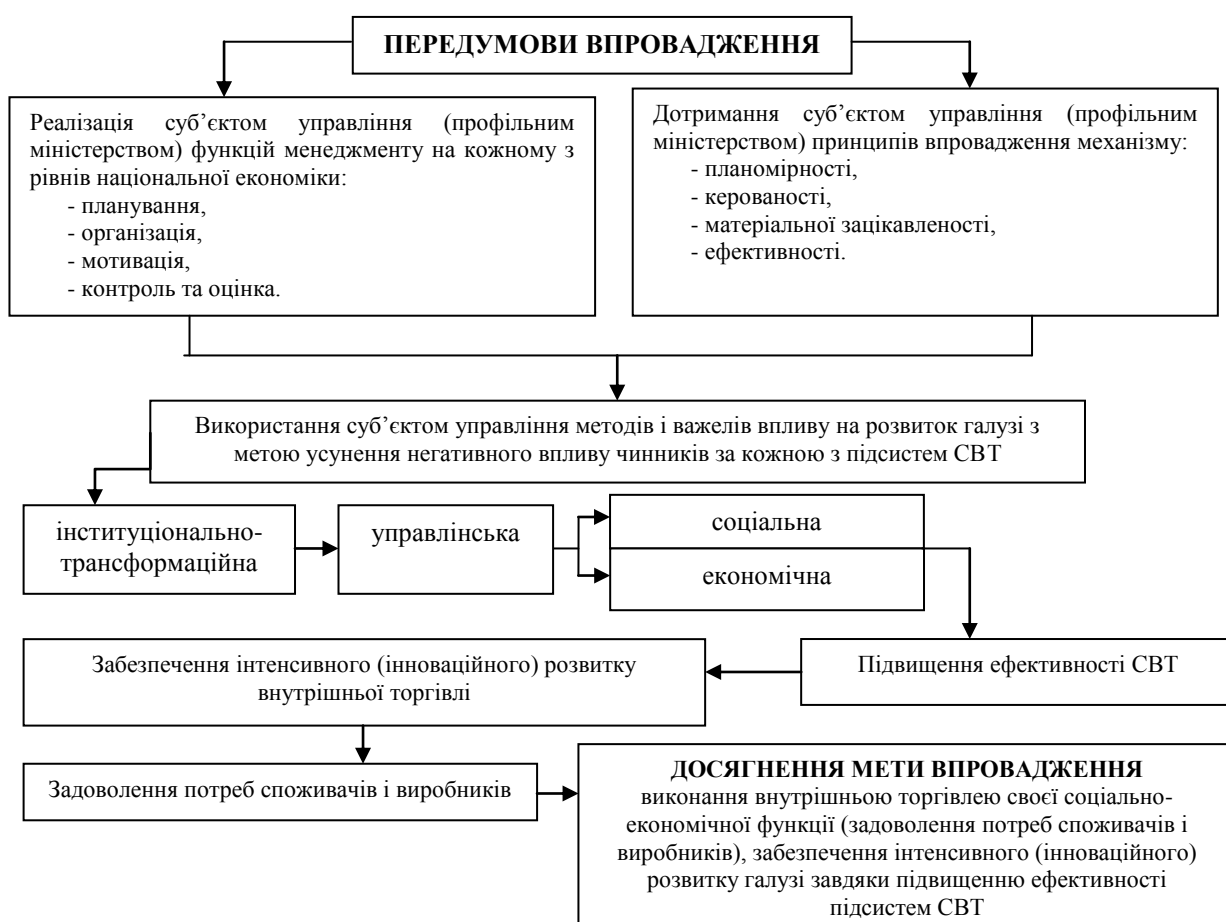 ПЕРЕДУМОВИ ВПРОВАДЖЕННЯ
Реалізація суб’єктом управління (профільним
міністерством) функцій менеджменту на кожному з
рівнів національної економіки:
- планування,
- організація,
- мотивація,
- контроль та оцінка.
Дотримання суб’єктом управління (профільним
міністерством) принципів впровадження механізму:
- планомірності,
- керованості,
- матеріальної зацікавленості,
- ефективності.
Використання суб’єктом управління методів і важелів впливу на розвиток галузі з
метою усунення негативного впливу чинників за кожною з підсистем СВТ
інституціонально-
трансформаційна
управлінська
соціальна
економічна
Забезпечення інтенсивного (інноваційного) розвитку
внутрішньої торгівлі
Підвищення ефективності СВТ
Задоволення потреб споживачів і виробників
ДОСЯГНЕННЯ МЕТИ ВПРОВАДЖЕННЯ
виконання внутрішньою торгівлею своєї соціально-
економічної функції (задоволення потреб споживачів і
виробників), забезпечення інтенсивного (інноваційного)
розвитку галузі завдяки підвищенню ефективності
підсистем СВТ